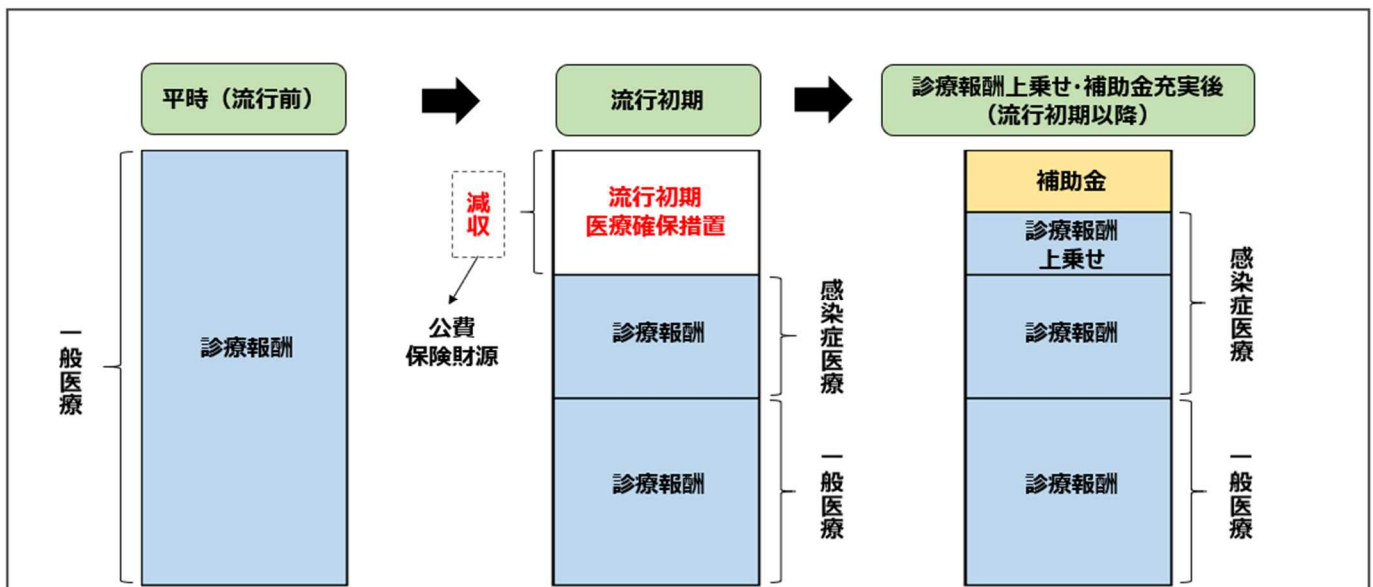 平時（流行前）
流行初期
診療報酬上乗せ・補助金充実後
（流行初期以降）
一般医療
診療報酬
減収
公費
保険財源
流行初期
医療確保措置
診療報酬
診療報酬
感染症医療
一般医療
補助金
診療報酬
上乗せ
診療報酬
診療報酬
感染症医療
一般医療